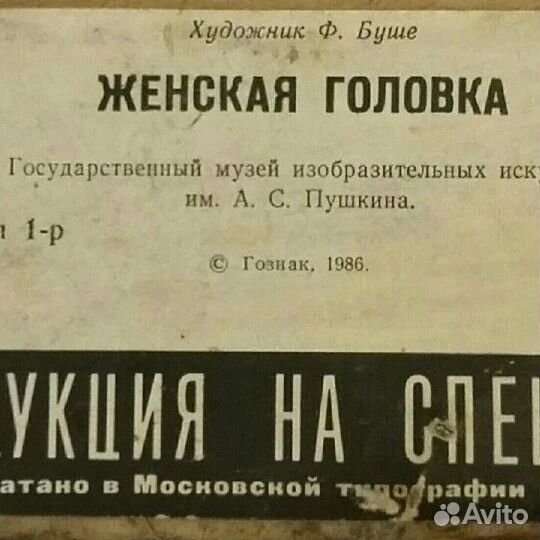 Художник Ф. Буше
ЖЕНСКАЯ ГОЛОВКА
Государственный музей изобразительных иску
им. А. С. Пушкина.
л 1-р
© Гознак, 1986.
УКЦИЯ НА СПЕЦ
атано в Московской типографии
Avito